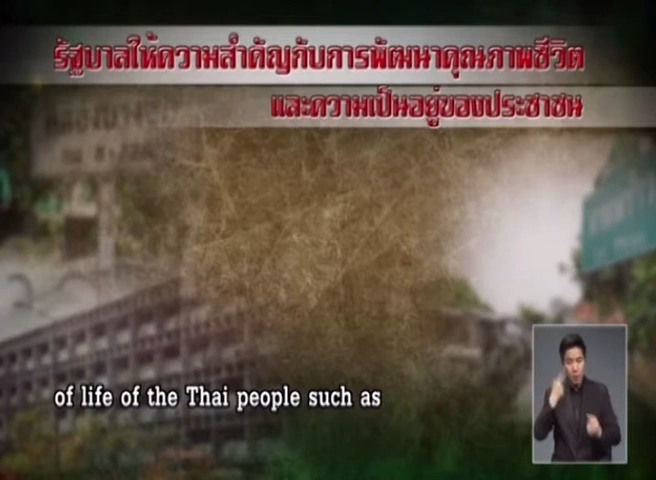 รัฐบาลให้ความสำคัญกับการพัฒนาคุณภาพชีวิต
และความเป็นอยู่ของประชาชน
of life of the Thai people such as